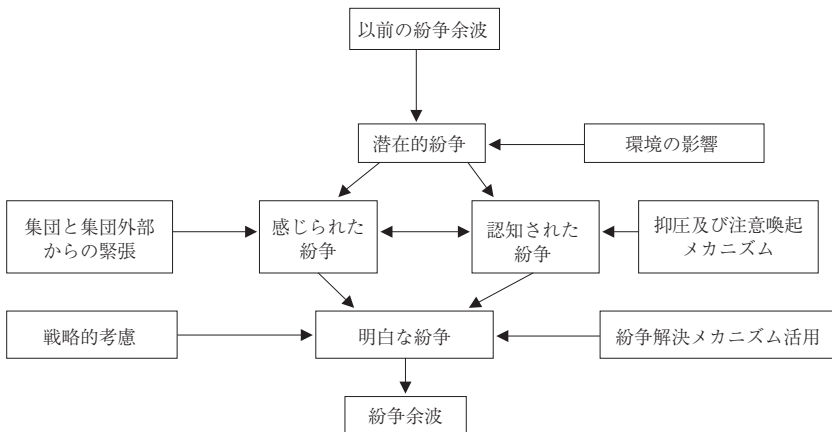 以前の紛争余波
潜在的紛争
環境の影響
集団と集団外部
からの緊張
感じられた
紛争
認知された
紛争
抑圧及び注意喚起
メカニズム
戦略的考慮
明白な紛争
紛争解決メカニズム活用
紛争余波